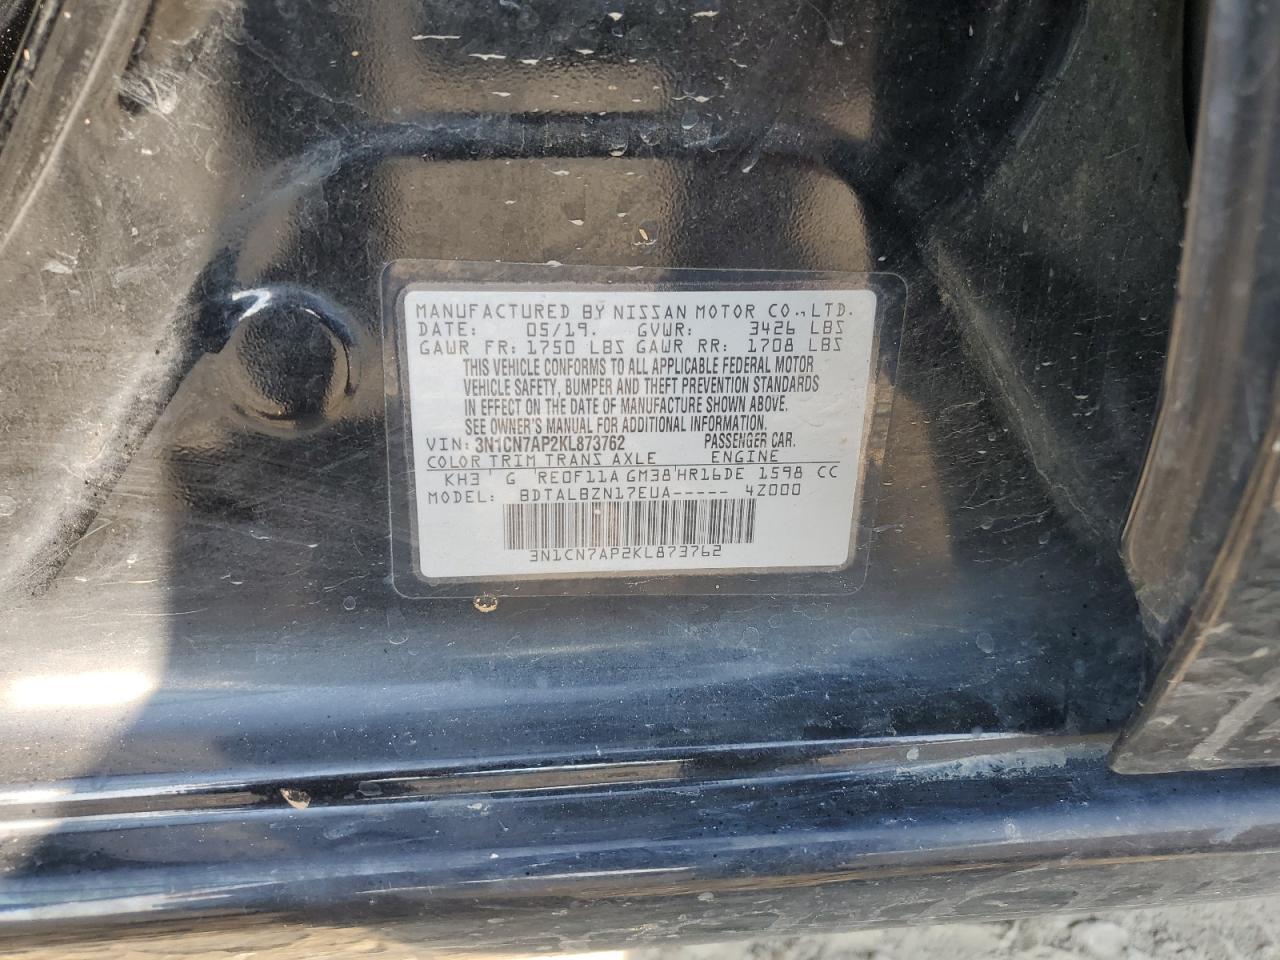 MANUFACTURED BY NISSAN MOTOR CO.,LTD.
DATE: 05/19. GVWR: 3426 LBS
GAWR FR: 1750 LBS GAWR RR: 1708 LBS
THIS VEHICLE CONFORMS TO ALL APPLICABLE FEDERAL MOTOR
VEHICLE SAFETY, BUMPER AND THEFT PREVENTION STANDARDS
IN EFFECT ON THE DATE OF MANUFACTURE SHOWN ABOVE.
SEE OWNER'S MANUAL FOR ADDITIONAL INFORMATION.
VIN: 3N1CN7AP2KL873762 PASSENGER CAR.
COLOR TRIM TRANS AXLE ENGINE
KH3 G RE0F11A GM38 HR16DE 1598 CC
MODEL: BDTALBZN17EUA----- 4Z000
3N1CN7AP2KL873762